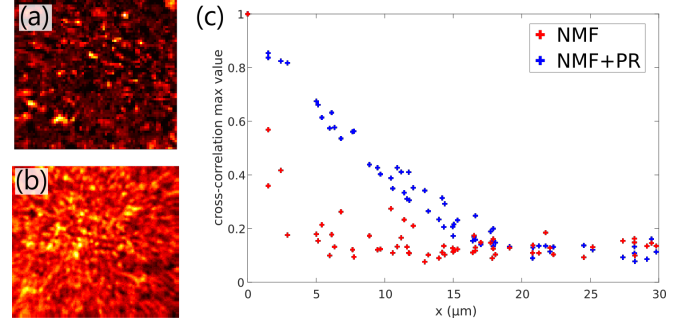 (a)
(b)
(c)
cross-correlation max value
1
0.8
0.6
0.4
0.2
0
0 5 10 15 20 25 30
x (μm)
NMF
NMF+PR